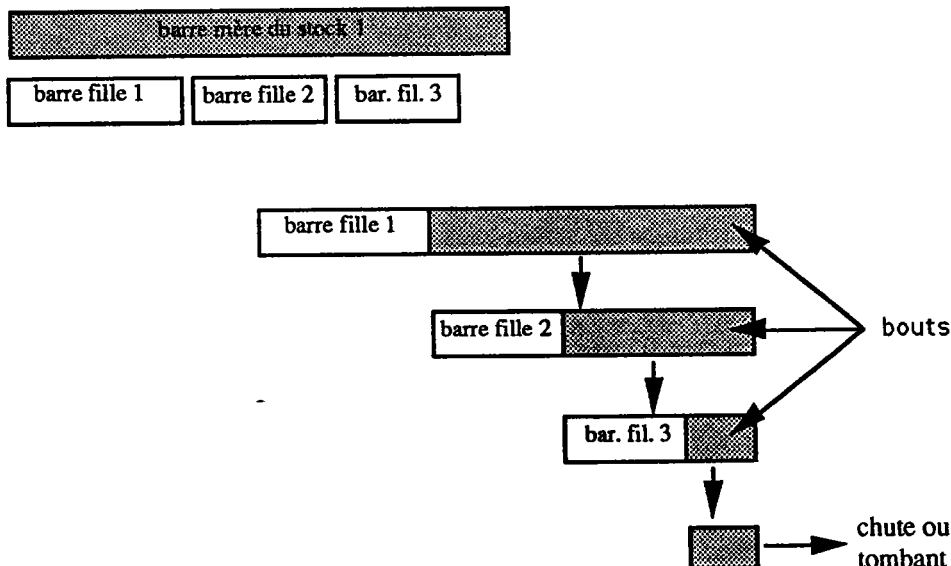 barre mère du stock 1
barre fille 1
barre fille 2
bar. fil. 3
barre fille 1
barre fille 2
bouts
bar. fil. 3
chute ou
tombant